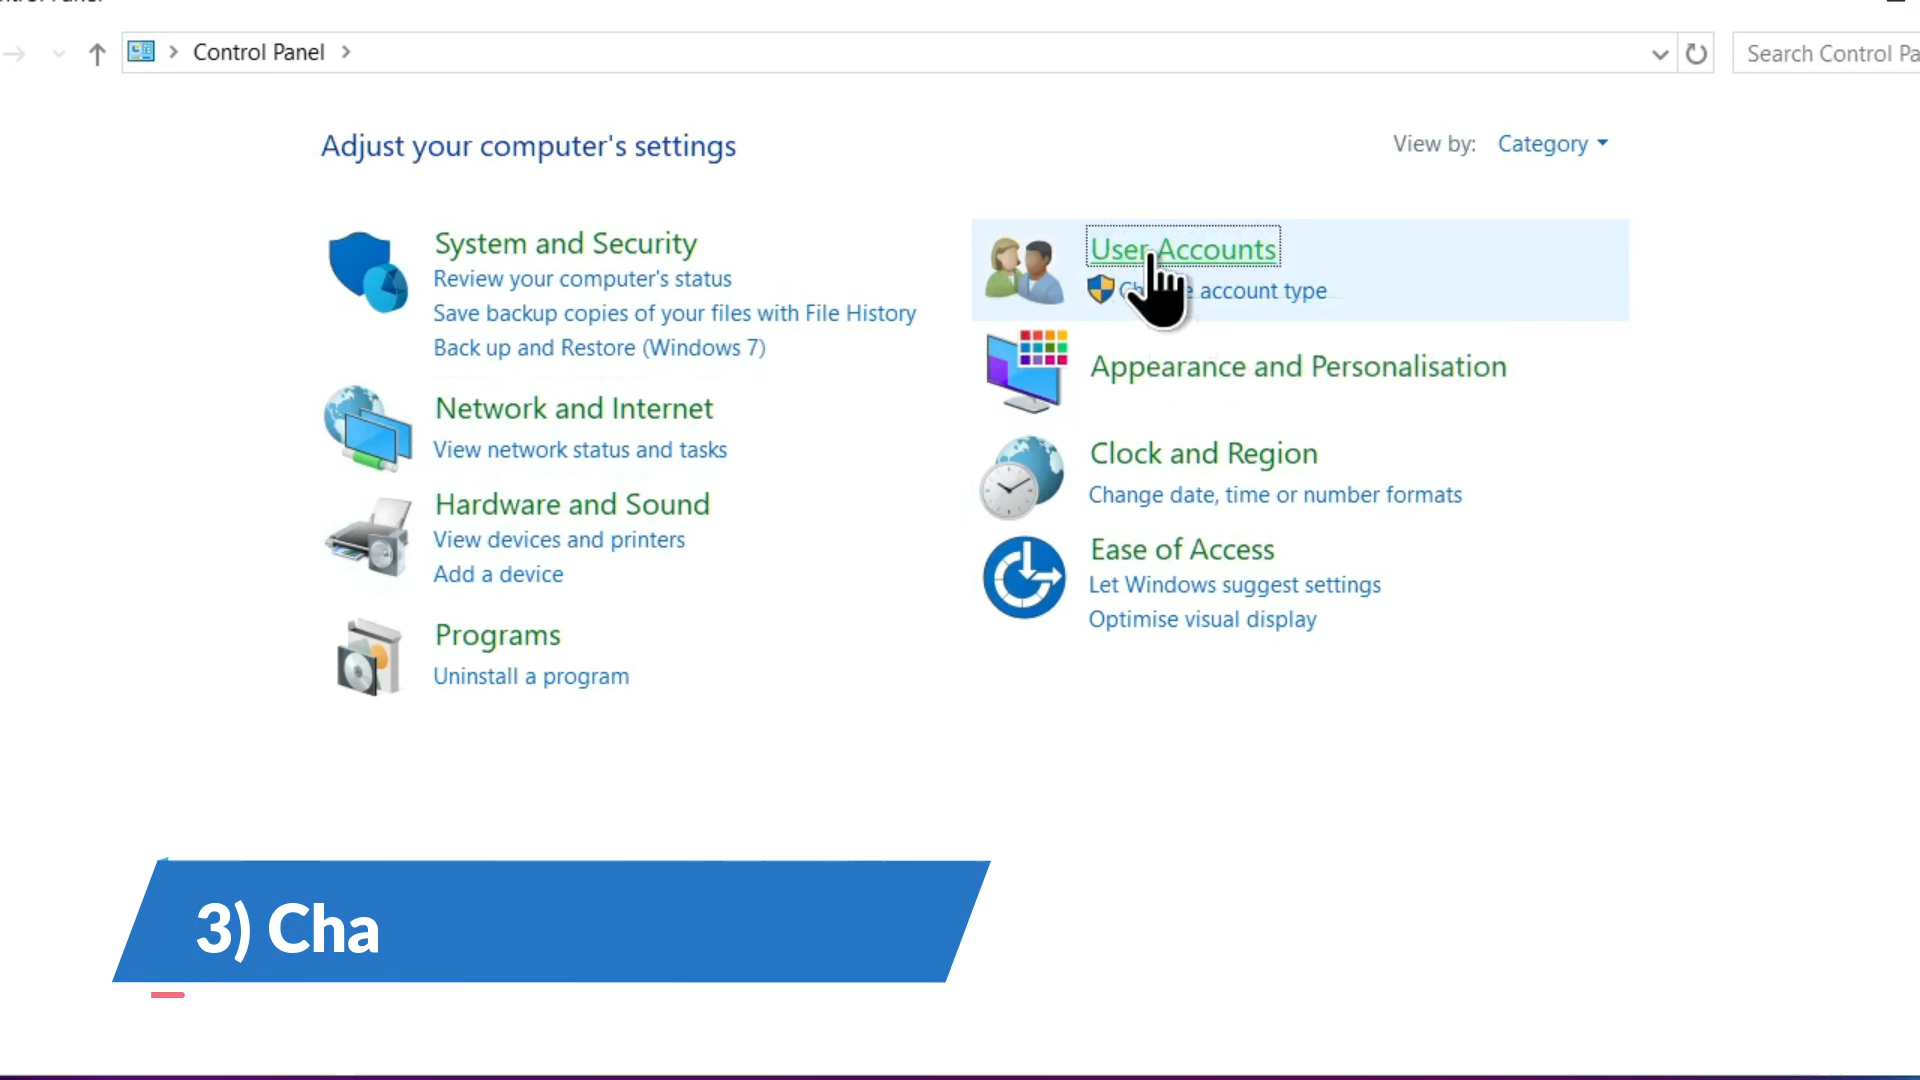 Control Panel
Search Control Pa
Adjust your computer's settings
View by: Category
System and Security
Review your computer's status
Save backup copies of your files with File History
Back up and Restore (Windows 7)
Network and Internet
View network status and tasks
Hardware and Sound
View devices and printers
Add a device
Programs
Uninstall a program
User Accounts
account type
Appearance and Personalisation
Clock and Region
Change date, time or number formats
Ease of Access
Let Windows suggest settings
Optimise visual display
3) Cha